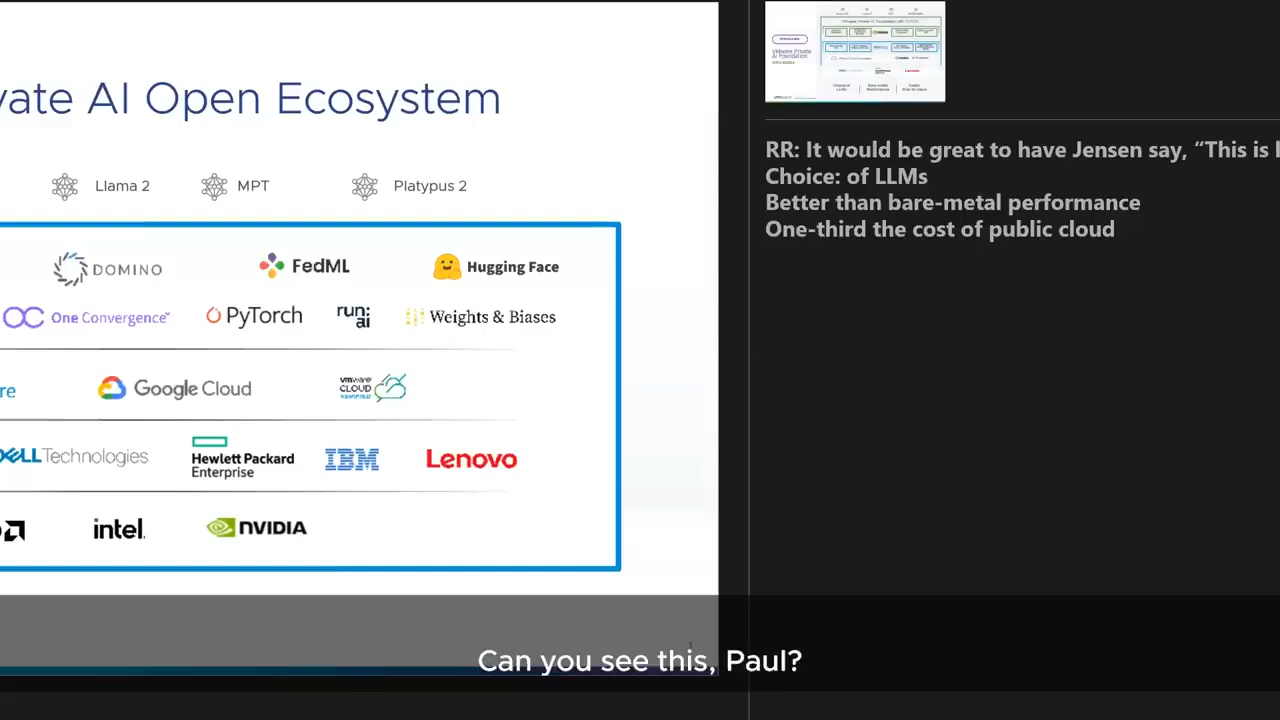 vate AI Open Ecosystem
Llama 2 MPT Platypus 2
DOMINO FedML Hugging Face
One Convergence PyTorch run: ai Weights & Biases
re Google Cloud vmware CLOUD VERIFIED
DELLTechnologies Hewlett Packard Enterprise IBM Lenovo
intel. NVIDIA
RR: It would be great to have Jensen say, “This is
Choice: of LLMs
Better than bare-metal performance
One-third the cost of public cloud
Can you see this, Paul?